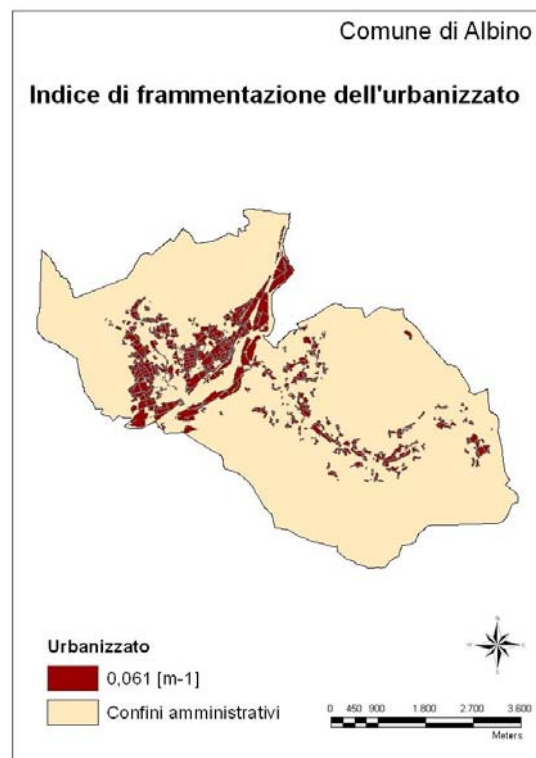 Comune di Albino
Indice di frammentazione dell'urbanizzato
Urbanizzato
0,061 [m-1]
Confini amministrativi
N
W
E
S
0 450 900 1.800 2.700 3.600
Meters